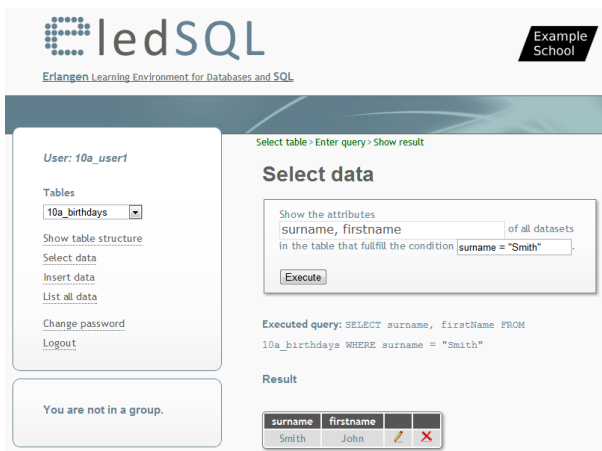 eledSQL
Example
School
Erlangen Learning Environment for Databases and SQL
Select table > Enter query > Show result
User: 10a_user1
Tables
10a_birthdays
Show table structure
Select data
Insert data
List all data
Change password
Logout
You are not in a group.
Select data
Show the attributes
surname, firstname of all datasets
in the table that fulfill the condition surname = "Smith" .
Execute
Executed query: SELECT surname, firstName FROM
10a_birthdays WHERE surname = "Smith"
Result
surname firstname
Smith John